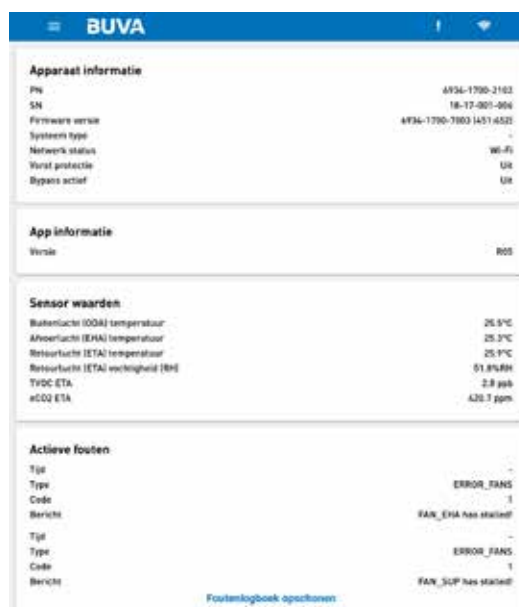 BUVA
Apparaat informatie
PN 6934-1700-2102
SN 18-17-001-006
Firmware versie 6934-1700-7003 (451:652)
Systeem type -
Netwerk status Wi-Fi
Vorst protectie Uit
Bypass actief Uit
App informatie
Versie R05
Sensor waarden
Buitenlucht (ODA) temperatuur 25.5°C
Afvoerlucht (EHA) temperatuur 25.3°C
Retourlucht (ETA) temperatuur 25.9°C
Retourlucht (ETA) vochtigheid (RH) 51.8%RH
TVOC ETA 2.8 ppb
eCO2 ETA 420.7 ppm
Actieve fouten
Tijd -
Type ERROR_FANS
Code 1
Bericht FAN_EHA has stalled!
Tijd -
Type ERROR_FANS
Code 1
Bericht FAN_SUP has stalled!
Foutenlogboek opschonen